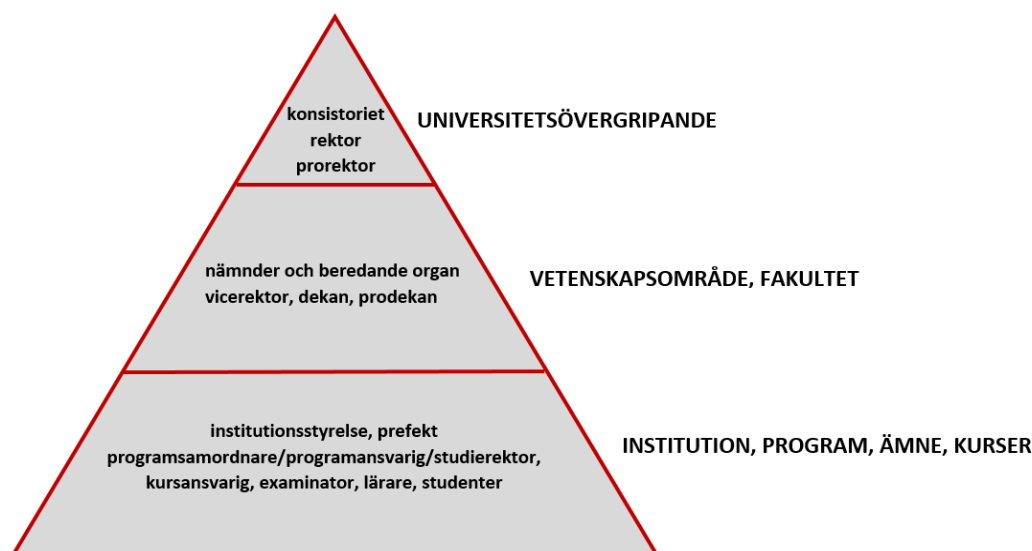 konsistoriet
rektor
prorektor
UNIVERSITETSÖVERGRIPANDE
nämnder och beredande organ
vicerektor, dekan, prodekan
VETENSKAPSOMRÅDE, FAKULTET
institutionsstyrelse, prefekt
programsamordnare/programansvarig/studierektor,
kursansvarig, examinator, lärare, studenter
INSTITUTION, PROGRAM, ÄMNE, KURSER